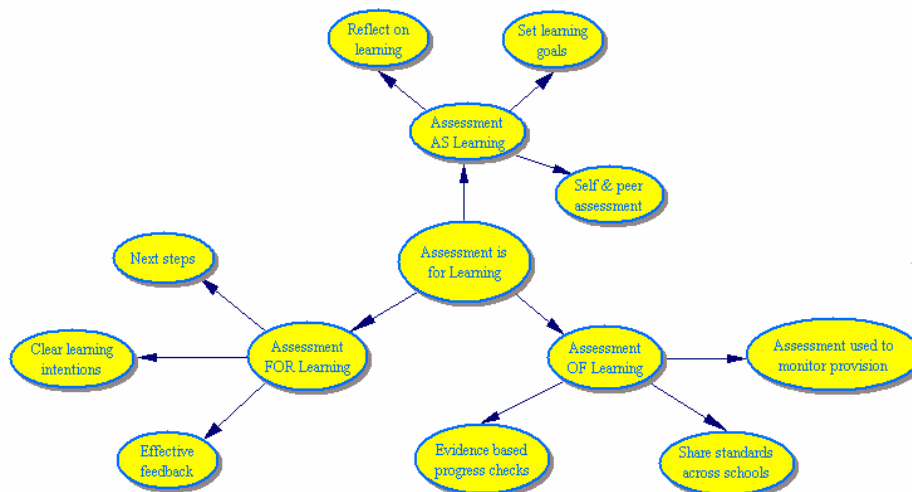 Reflect on
learning
Set learning
goals
Assessment
AS Learning
Self & peer
assessment
Assessment is
for Learning
Next steps
Clear learning
intentions
Assessment
FOR Learning
Effective
feedback
Assessment
OF Learning
Assessment used to
monitor provision
Evidence based
progress checks
Share standards
across schools